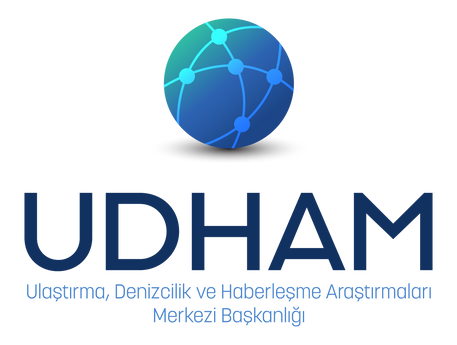 UDHAM
Ulaştırma, Denizcilik ve Haberleşme Araştırmaları
Merkezi Başkanlığı